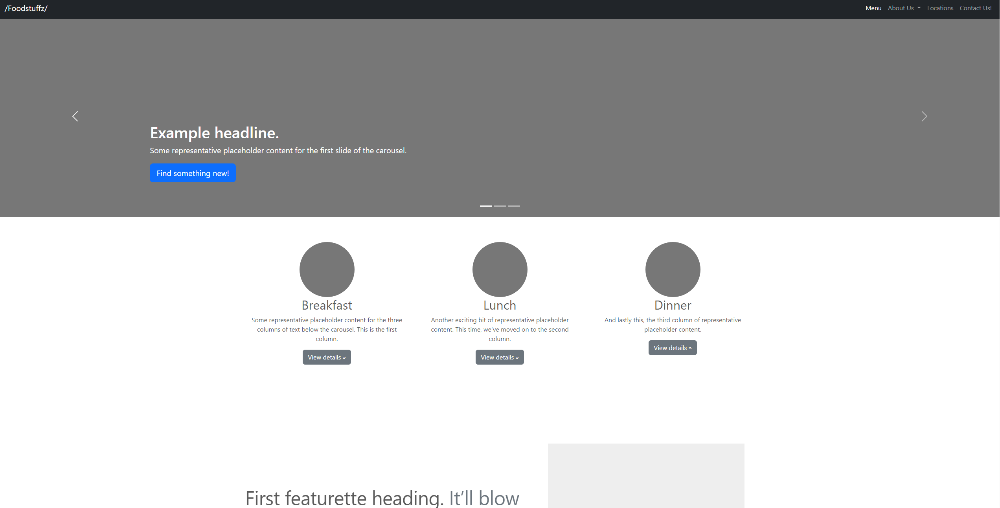 /Foodstuffz/
Menu About Us Locations Contact Us!
Example headline.
Some representative placeholder content for the first slide of the carousel.
Find something new!
Breakfast
Some representative placeholder content for the three
columns of text below the carousel. This is the first
column.
View details »
Lunch
Another exciting bit of representative placeholder
content. This time, we've moved on to the second
column.
View details »
Dinner
And lastly this, the third column of representative
placeholder content.
View details »
First featurette heading. It’ll blow